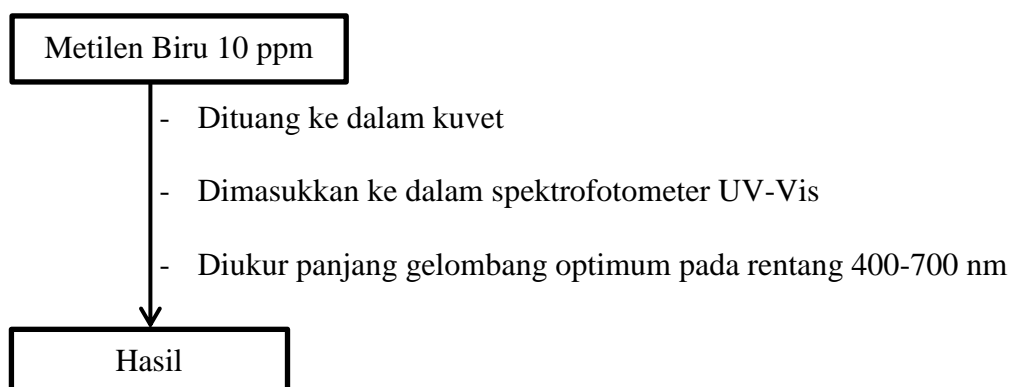 Metilen Biru 10 ppm
- Dituang ke dalam kuvet
- Dimasukkan ke dalam spektrofotometer UV-Vis
- Diukur panjang gelombang optimum pada rentang 400-700 nm
Hasil